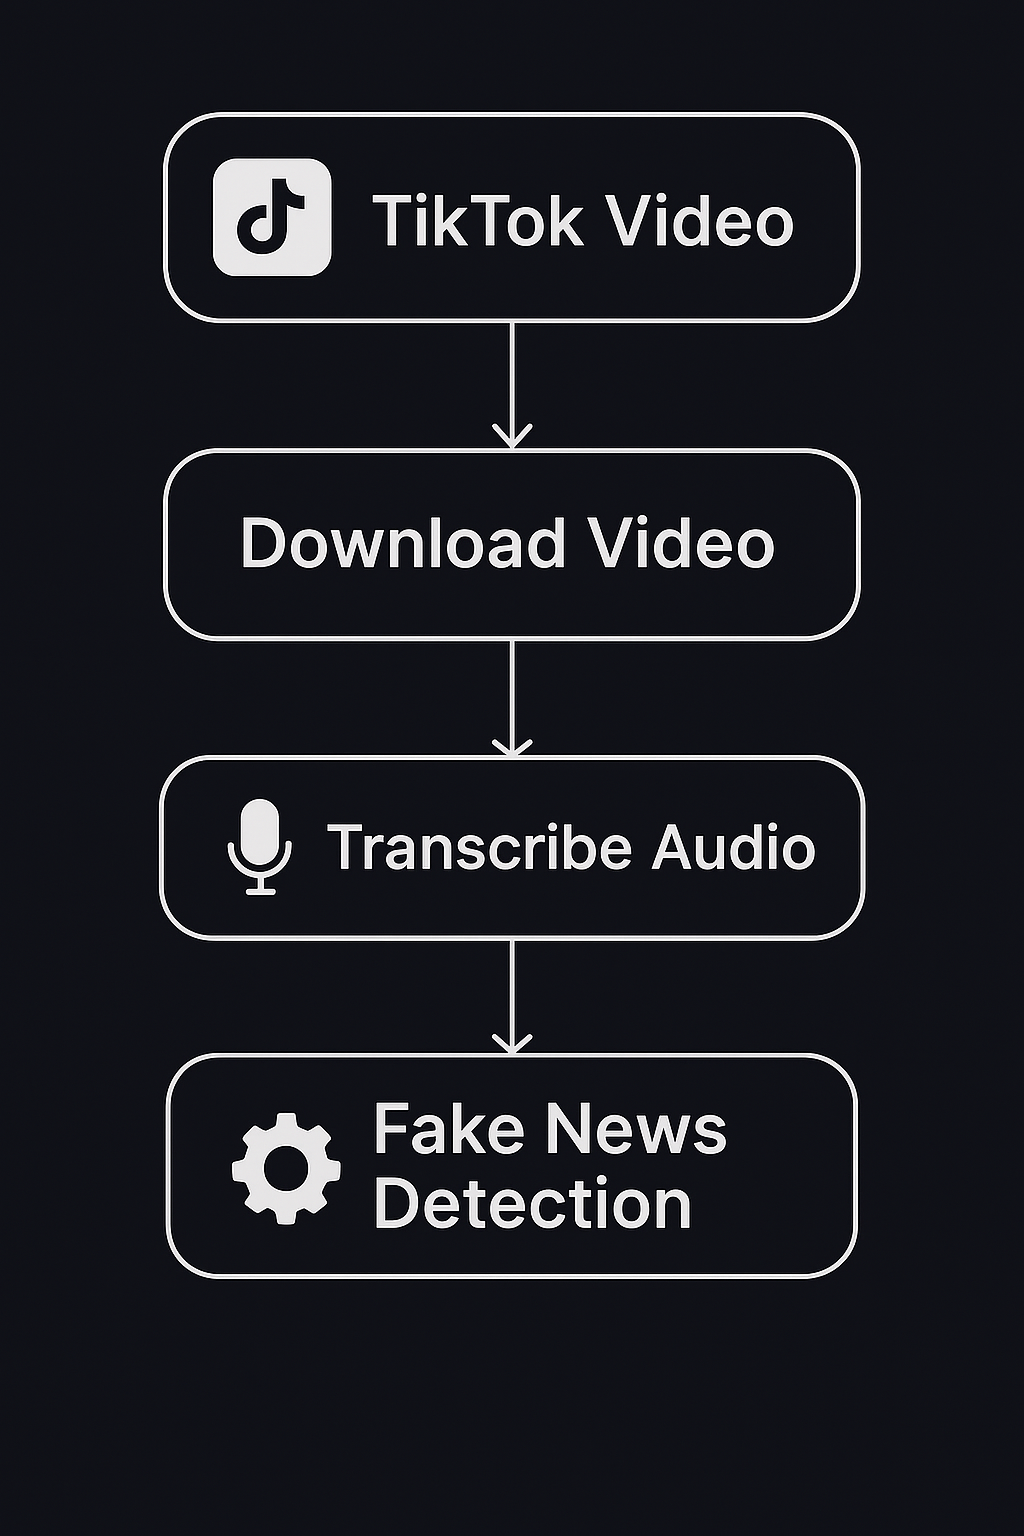 TikTok Video
Download Video
Transcribe Audio
Fake News
Detection